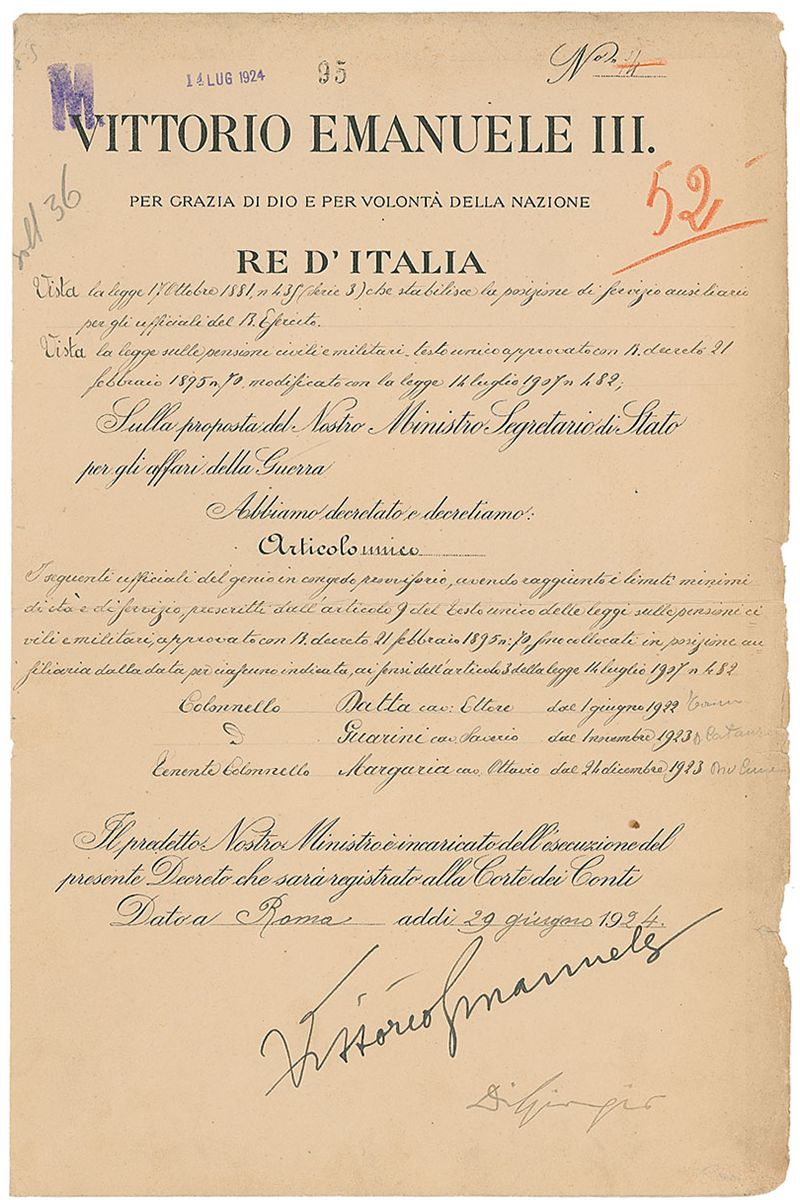 M.
14 LUG 1924
95
No
VITTORIO EMANUELE III.
52
36
PER GRAZIA DI DIO E PER VOLONTÀ DELLA NAZIONE
RE D'ITALIA
Vista la legge 17 Ottobre 1881, n 435 (serie 3) che stabilisce la posizione di servizio ausiliario
per gli ufficiali del R. Esercito.
Vista la legge sulle pensioni civili e militari testo unico approvato con R. decreto 21
febbraio 1895 n. 70, modificato con la legge 14 luglio 1907 n 482;
Sulla proposta del Nostro Ministro Segretario di Stato
per gli affari della Guerra
Abbiamo decretato e decretiamo:
Articolo unico
I seguenti ufficiali del genio in congedo provvisorio, avendo raggiunto i limiti minimi
di età e di servizio, prescritti dall'articolo 9 del testo unico delle leggi sulle pensioni ci
vili e militari, approvato con R. decreto 21 febbraio 1895 n: 70, sono collocati in posizione au=
siliaria dalla data per ciascuno indicata, ai sensi dell'articolo 3 della legge 14 luglio 1907 n 482
Colonnello Datta cav: Ettore dal 1 giugno 1922
D Guarini cav. Saverio dal 1 novembre 1923
Tenente Colonnello Margaria cav. Ottavio dal 24 dicembre 1923
Il predetto Nostro Ministro è incaricato dell'esecuzione del
presente Decreto che sarà registrato alla Corte dei Conti
Dato a Roma addì 29 giugno 1924.
Vittorio Emanuele
Di Giorgio